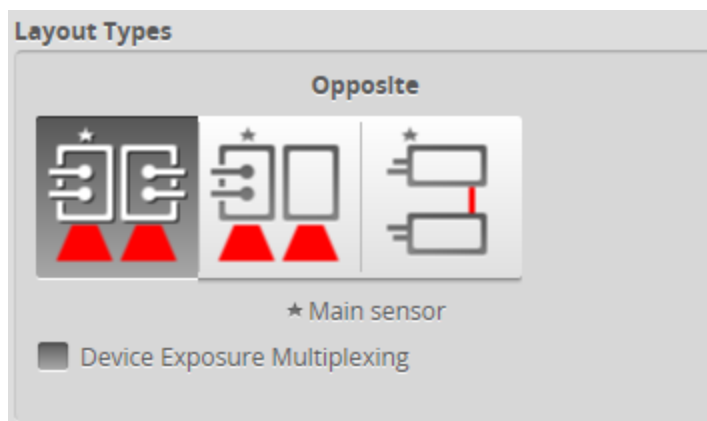 Layout Types
Opposite
★ Main sensor
Device Exposure Multiplexing